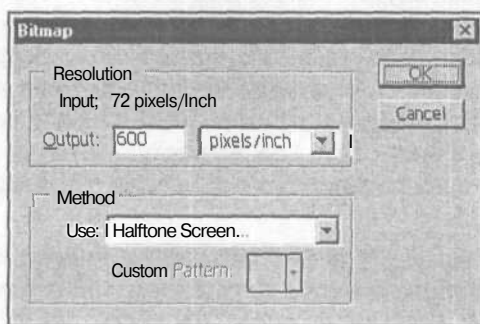 Bitmap
Resolution
Input; 72 pixels/Inch
Output: 600 pixels/inch
OK
Cancel
Method
Use: I Halftone Screen...
Custom Pattern: